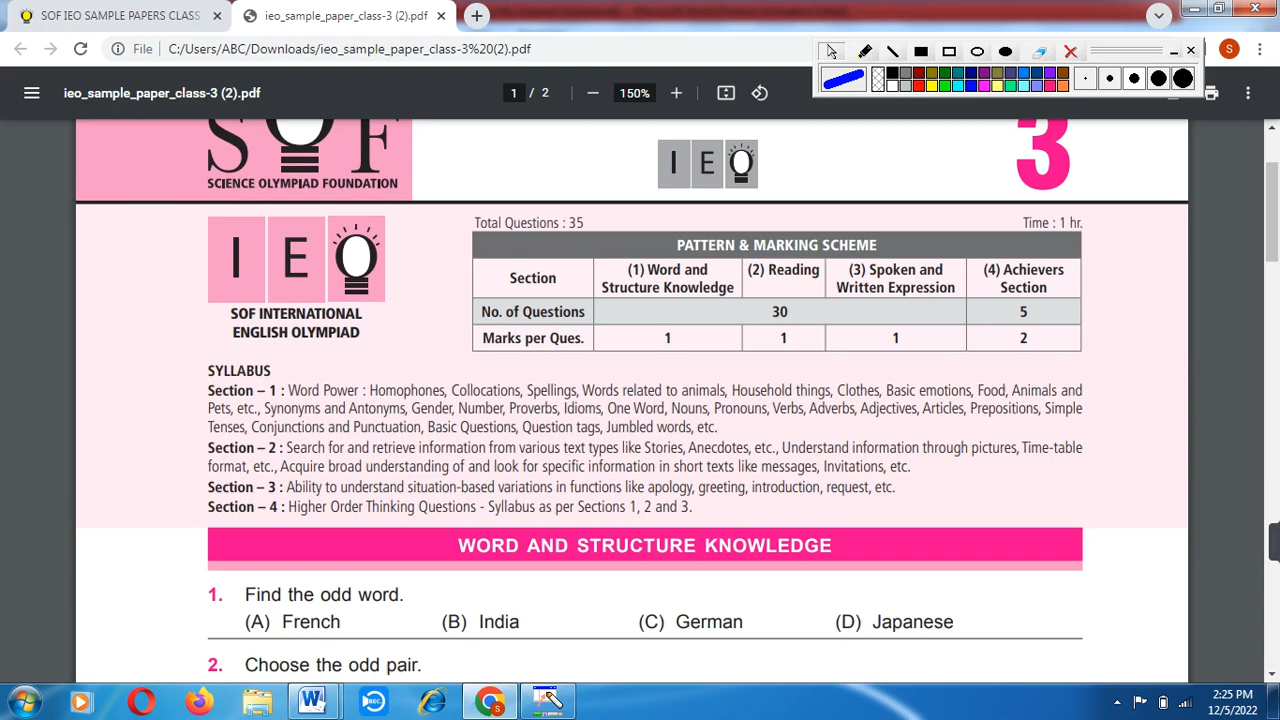 SOF IEO SAMPLE PAPERS CLASS
ieo_sample_paper_class-3 (2).pdf
File
C:/Users/ABC/Downloads/ieo_sample_paper_class-3%20(2).pdf
S
ieo_sample_paper_class-3 (2).pdf
1 / 2
150%
SOF
SCIENCE OLYMPIAD FOUNDATION
I E
3
I E
SOF INTERNATIONAL
ENGLISH OLYMPIAD
Total Questions : 35
Time : 1 hr.
PATTERN & MARKING SCHEME
Section
(1) Word and Structure Knowledge
(2) Reading
(3) Spoken and Written Expression
(4) Achievers Section
No. of Questions 30 5
Marks per Ques. 1 1 1 2
SYLLABUS
Section – 1 : Word Power : Homophones, Collocations, Spellings, Words related to animals, Household things, Clothes, Basic emotions, Food, Animals and
Pets, etc., Synonyms and Antonyms, Gender, Number, Proverbs, Idioms, One Word, Nouns, Pronouns, Verbs, Adverbs, Adjectives, Articles, Prepositions, Simple
Tenses, Conjunctions and Punctuation, Basic Questions, Question tags, Jumbled words, etc.
Section – 2 : Search for and retrieve information from various text types like Stories, Anecdotes, etc., Understand information through pictures, Time-table
format, etc., Acquire broad understanding of and look for specific information in short texts like messages, Invitations, etc.
Section – 3 : Ability to understand situation-based variations in functions like apology, greeting, introduction, request, etc.
Section – 4 : Higher Order Thinking Questions - Syllabus as per Sections 1, 2 and 3.
WORD AND STRUCTURE KNOWLEDGE
1. Find the odd word.
(A) French (B) India (C) German (D) Japanese
2. Choose the odd pair.
REC
2:25 PM
12/5/2022